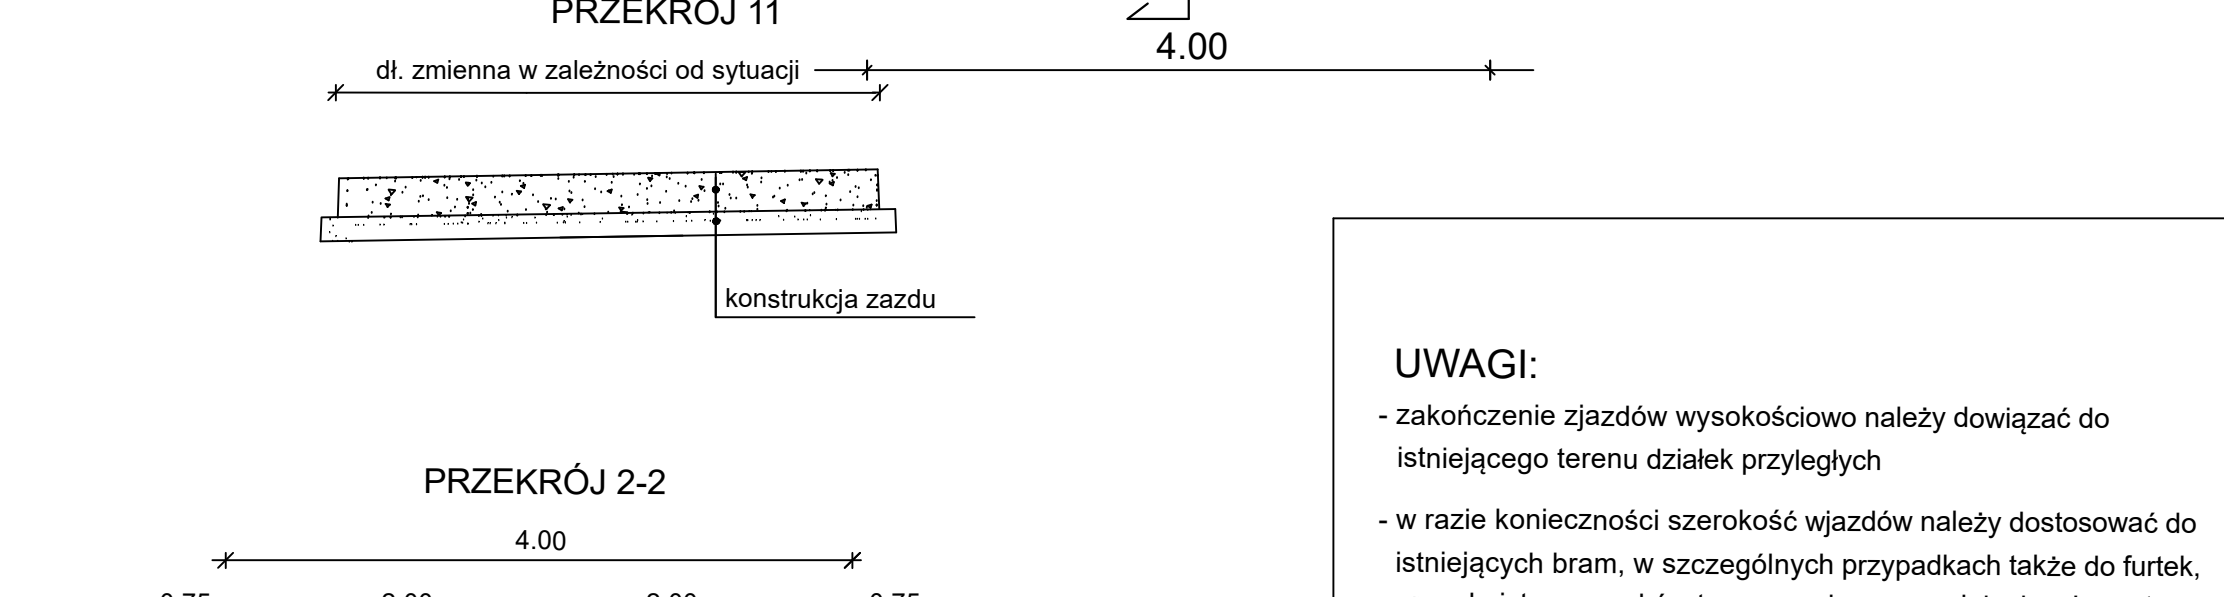 PRZEKRÓJ 11
4.00
dł. zmienna w zależności od sytuacji
konstrukcja zazdu
UWAGI:
- zakończenie zjazdów wysokościowo należy dowiązać do
istniejącego terenu działek przyległych
PRZEKRÓJ 2-2
- w razie konieczności szerokość wjazdów należy dostosować do
4.00
istniejących bram, w szczególnych przypadkach także do furtek,